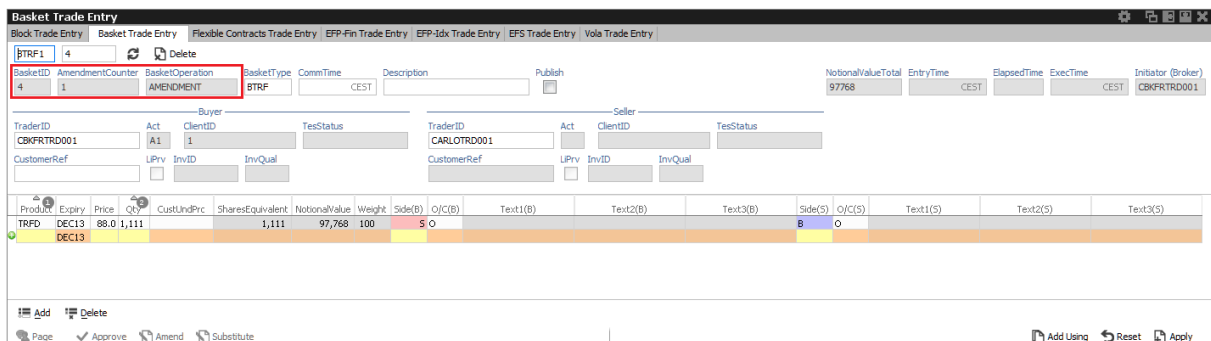 Basket Trade Entry
Block Trade Entry Basket Trade Entry Flexible Contracts Trade Entry EFP-Fin Trade Entry EFP-Idx Trade Entry EFS Trade Entry Vola Trade Entry
BTRF1 4 Delete
BasketID AmendmentCounter BasketOperation BasketType CommTime Description Publish NotionalValueTotal EntryTime ElapsedTime ExecTime Initiator (Broker)
4 1 AMENDMENT BTRF CEST 97768 CEST CEST CBKFRTRD001
Buyer Seller
TraderID Act ClientID TesStatus TraderID Act ClientID TesStatus
CBKFRTRD001 A1 1 CARLOTRD001
CustomerRef LiPrv InvID InvQual CustomerRef LiPrv InvID InvQual
1 2
Product Expiry Price Qty CustUndPrc SharesEquivalent NotionalValue Weight Side(B) O/C(B) Text1(B) Text2(B) Text3(B) Side(S) O/C(S) Text1(S) Text2(S) Text3(S)
TRFD DEC13 88.0 1,111 1,111 97,768 100 S O B O
DEC13
Add Delete
Page Approve Amend Substitute Add Using Reset Apply